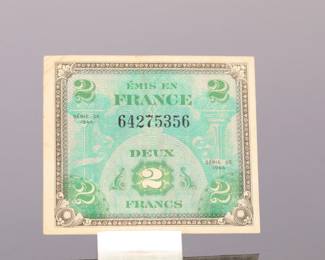 2 ÉMIS EN 2
FRANCE
64275356
SÉRIE DE
1944
DEUX
SÉRIE DE
1944
2
2 FRANCS 2